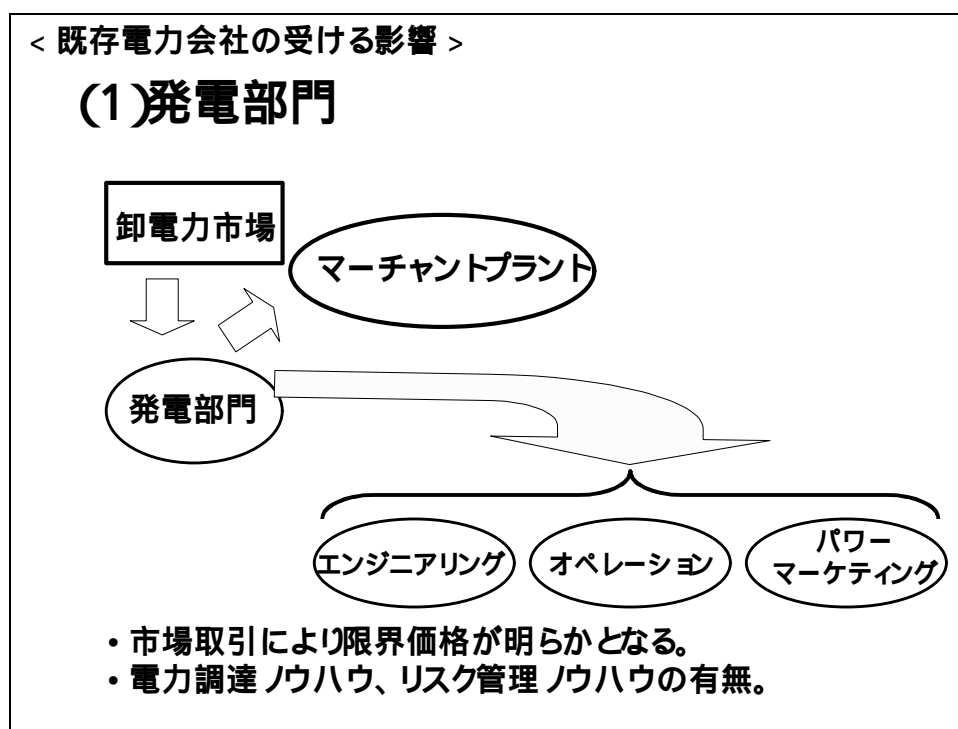 < 既存電力会社の受ける影響 >
(1)発電部門
卸電力市場
マーチャントプラント
発電部門
エンジニアリング
オペレーション
パワー
マーケティング
・市場取引により限界価格が明らかとなる。
・電力調達ノウハウ、リスク管理ノウハウの有無。